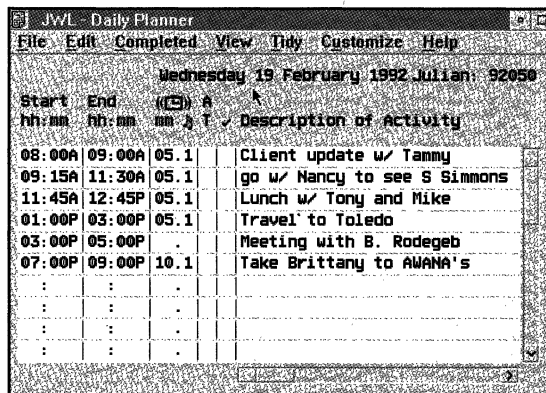 JWL - Daily Planner
File Edit Completed View Tidy Customize Help
Wednesday 19 February 1992 Julian: 92050
Start End A
hh:mm hh:mm mm ♪ T ✓ Description of Activity
08:00A 09:00A 05.1 Client update w/ Tammy
09:15A 11:30A 05.1 go w/ Nancy to see S Simmons
11:45A 12:45P 05.1 Lunch w/ Tony and Mike
01:00P 03:00P 05.1 Travel to Toledo
03:00P 05:00P . Meeting with B. Rodegeb
07:00P 09:00P 10.1 Take Brittany to AWANA's
: : .
: : .
: : .
: : .